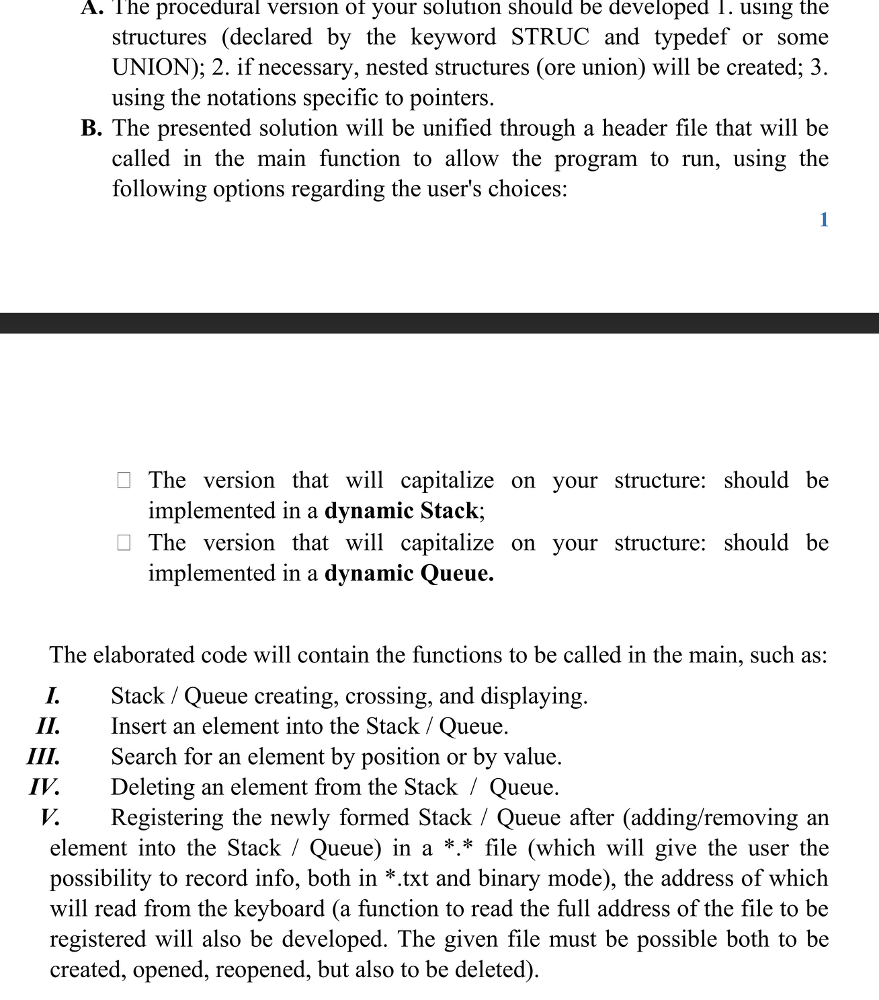 A. The procedural version of your solution should be developed 1. using the
structures (declared by the keyword STRUC and typedef or some
UNION); 2. if necessary, nested structures (ore union) will be created; 3.
using the notations specific to pointers.
B. The presented solution will be unified through a header file that will be
called in the main function to allow the program to run, using the
following options regarding the user's choices:
1
□ The version that will capitalize on your structure: should be
implemented in a dynamic Stack;
□ The version that will capitalize on your structure: should be
implemented in a dynamic Queue.
The elaborated code will contain the functions to be called in the main, such as:
I. Stack / Queue creating, crossing, and displaying.
II. Insert an element into the Stack / Queue.
III. Search for an element by position or by value.
IV. Deleting an element from the Stack / Queue.
V. Registering the newly formed Stack / Queue after (adding/removing an
element into the Stack / Queue) in a *.* file (which will give the user the
possibility to record info, both in *.txt and binary mode), the address of which
will read from the keyboard (a function to read the full address of the file to be
registered will also be developed. The given file must be possible both to be
created, opened, reopened, but also to be deleted).